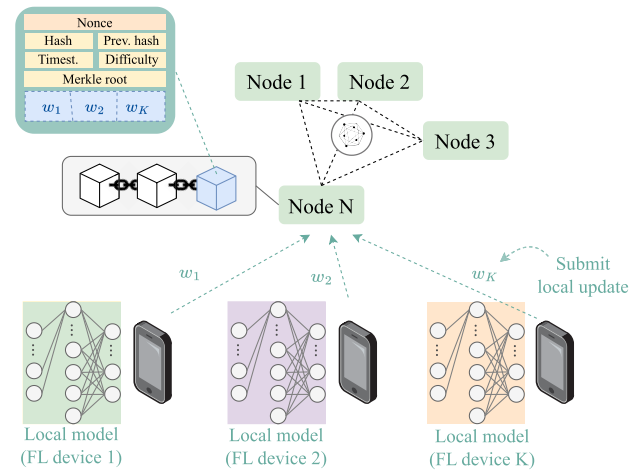 Nonce
Hash Prev. hash
Timest. Difficulty
Merkle root
w1 w2 wK
Node 1 Node 2
Node 3
Node N
w1 w2 wK
Submit
local update
Local model
(FL device 1)
Local model
(FL device 2)
Local model
(FL device K)